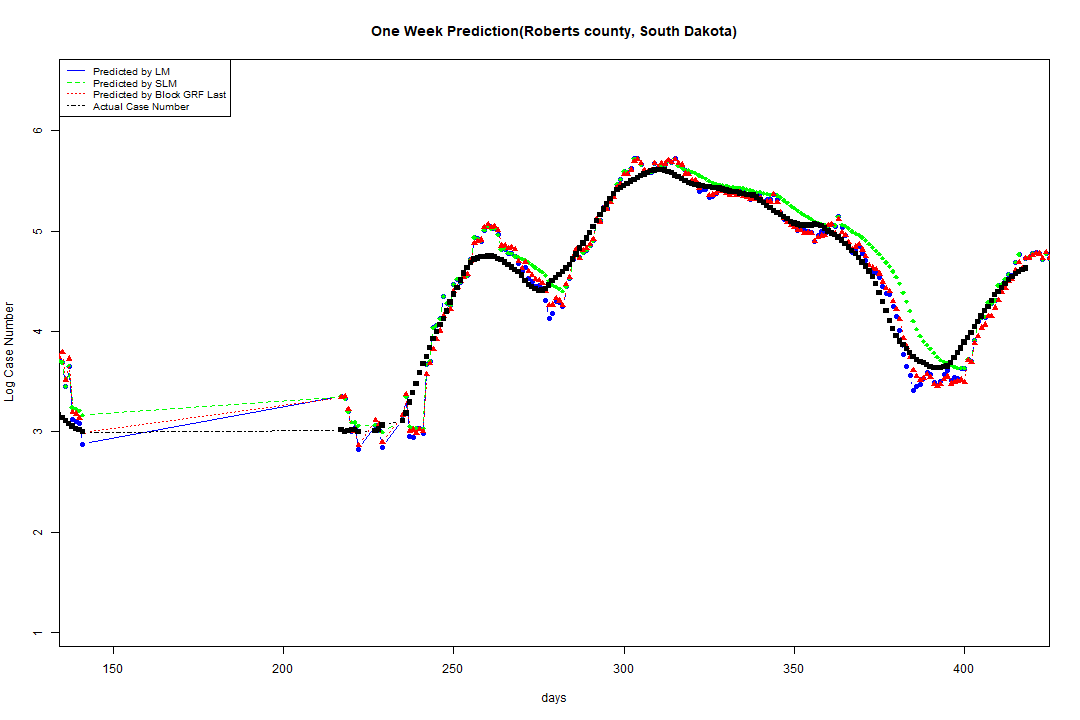 One Week Prediction(Roberts county, South Dakota)
Predicted by LM
Predicted by SLM
Predicted by Block GRF Last
Actual Case Number
6
5
4
3
2
1
Log Case Number
150 200 250 300 350 400
days